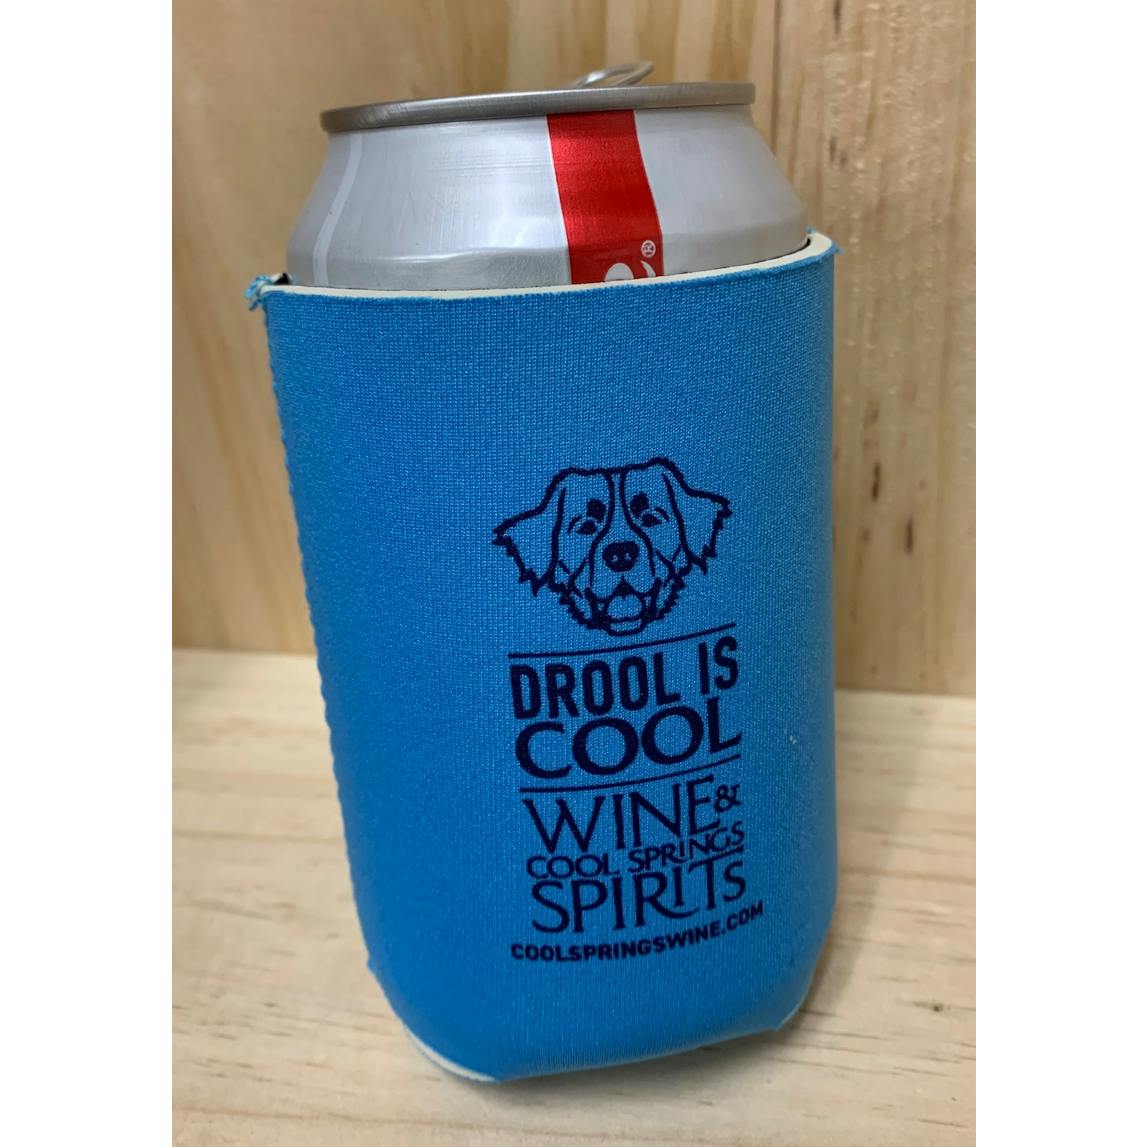 ®
DROOL IS
COOL
WINE &
COOL SPRINGS
SPIRITS
COOLSPRINGSWINE.COM